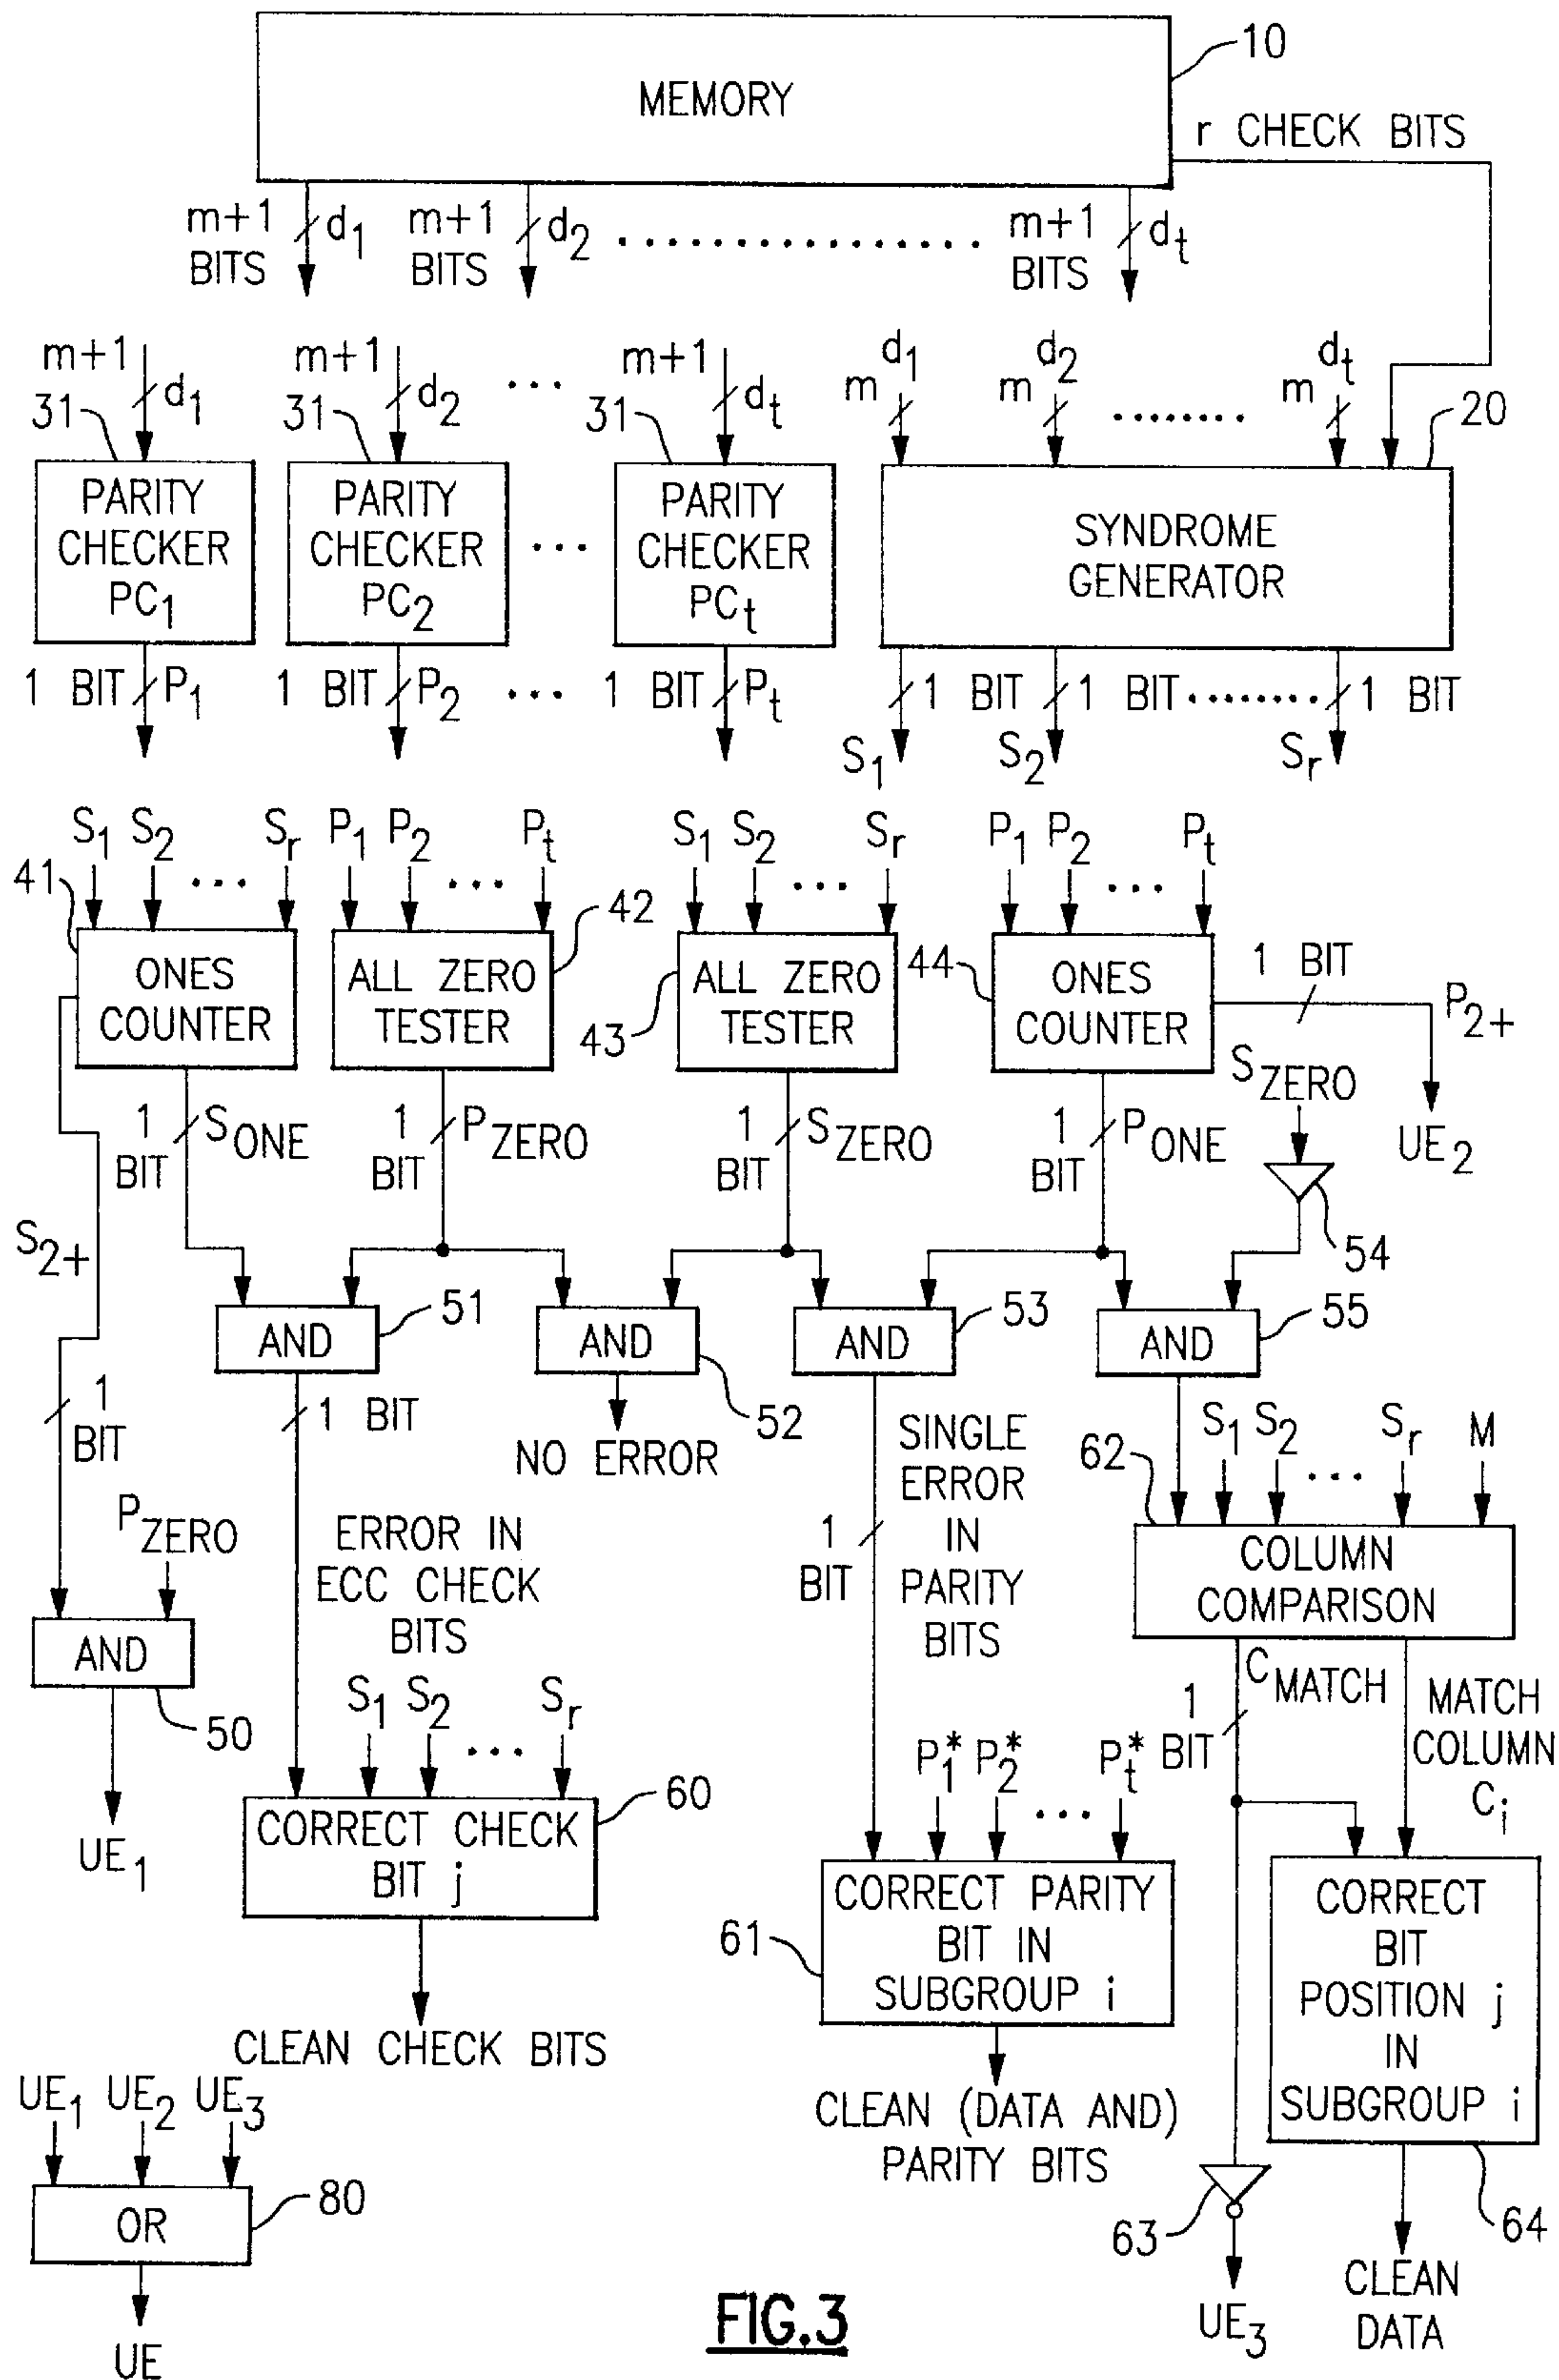 10
MEMORY
r CHECK BITS
m+1 BITS d1 m+1 BITS d2 ................ m+1 BITS dt
m+1 d1 m+1 d2 ... m+1 dt m d1 m d2 ........ m dt
31 31 31 20
PARITY CHECKER PC1
PARITY CHECKER PC2
...
PARITY CHECKER PCt
SYNDROME GENERATOR
1 BIT P1 1 BIT P2 ... 1 BIT Pt 1 BIT 1 BIT ........ 1 BIT
S1 S2 Sr
S1 S2 ... Sr P1 P2 ... Pt S1 S2 ... Sr P1 P2 ... Pt
41 42 43 44
ONES COUNTER
ALL ZERO TESTER
ALL ZERO TESTER
ONES COUNTER
1 BIT P2+
UE2
SZERO
54
1 BIT SONE
1 BIT PZERO
1 BIT SZERO
1 BIT PONE
S2+
AND 51
AND 52
AND 53
AND 55
1 BIT
1 BIT
NO ERROR
SINGLE ERROR IN PARITY BITS
1 BIT
62 S1 S2 ... Sr M
COLUMN COMPARISON
PZERO
AND
50
UE1
ERROR IN ECC CHECK BITS
S1 S2 ... Sr
60
CORRECT CHECK BIT j
CLEAN CHECK BITS
P1* P2* ... Pt*
61
CORRECT PARITY BIT IN SUBGROUP i
CLEAN (DATA AND) PARITY BITS
1 BIT CMATCH
MATCH COLUMN Ci
CORRECT BIT POSITION j IN SUBGROUP i
64
CLEAN DATA
63
UE3
UE1 UE2 UE3
OR
80
UE
FIG.3